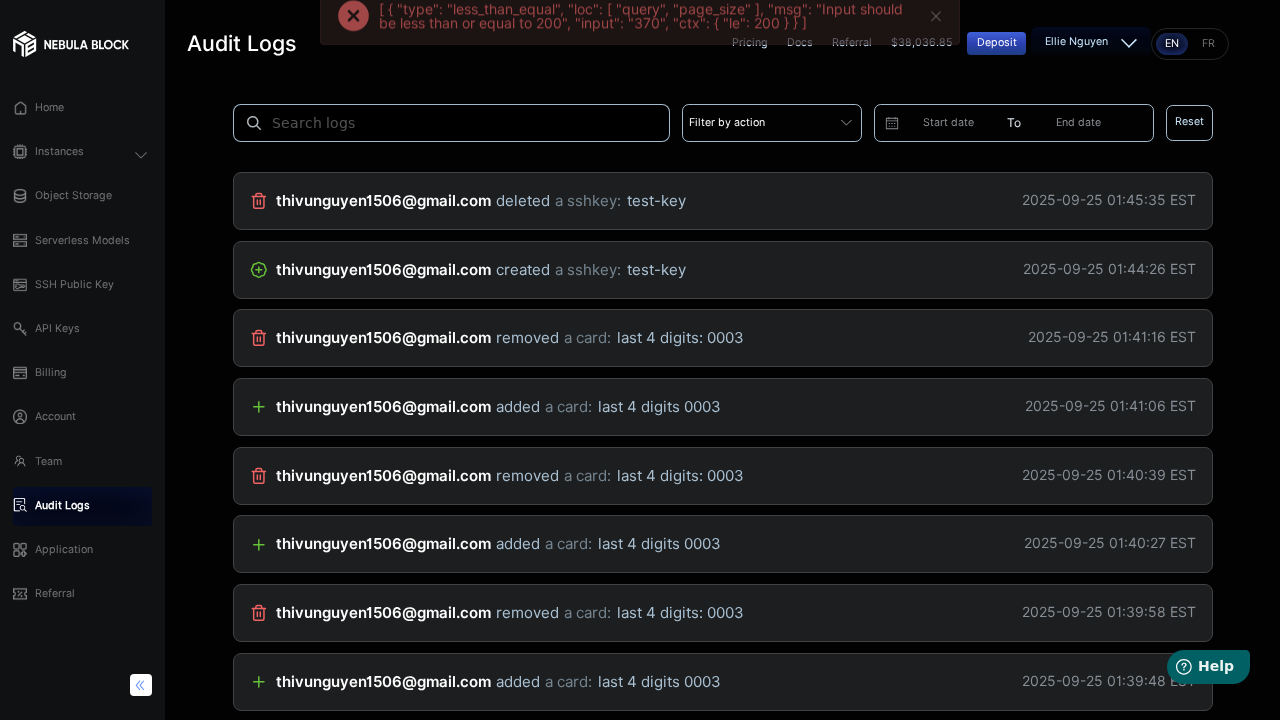 [ { "type": "less_than_equal", "loc": [ "query", "page_size" ], "msg": "Input should
be less than or equal to 200", "input": "370", "ctx": { "le": 200 } } ]
NEBULA BLOCK
Audit Logs
Pricing
Docs
Referral
$38,036.85
Deposit
Ellie Nguyen
EN
FR
Home
Instances
Object Storage
Serverless Models
SSH Public Key
API Keys
Billing
Account
Team
Audit Logs
Application
Referral
Search logs
Filter by action
Start date
To
End date
Reset
thivunguyen1506@gmail.com deleted a sshkey: test-key 2025-09-25 01:45:35 EST
thivunguyen1506@gmail.com created a sshkey: test-key 2025-09-25 01:44:26 EST
thivunguyen1506@gmail.com removed a card: last 4 digits: 0003 2025-09-25 01:41:16 EST
thivunguyen1506@gmail.com added a card: last 4 digits 0003 2025-09-25 01:41:06 EST
thivunguyen1506@gmail.com removed a card: last 4 digits: 0003 2025-09-25 01:40:39 EST
thivunguyen1506@gmail.com added a card: last 4 digits 0003 2025-09-25 01:40:27 EST
thivunguyen1506@gmail.com removed a card: last 4 digits: 0003 2025-09-25 01:39:58 EST
thivunguyen1506@gmail.com added a card: last 4 digits 0003 2025-09-25 01:39:48 EST
Help